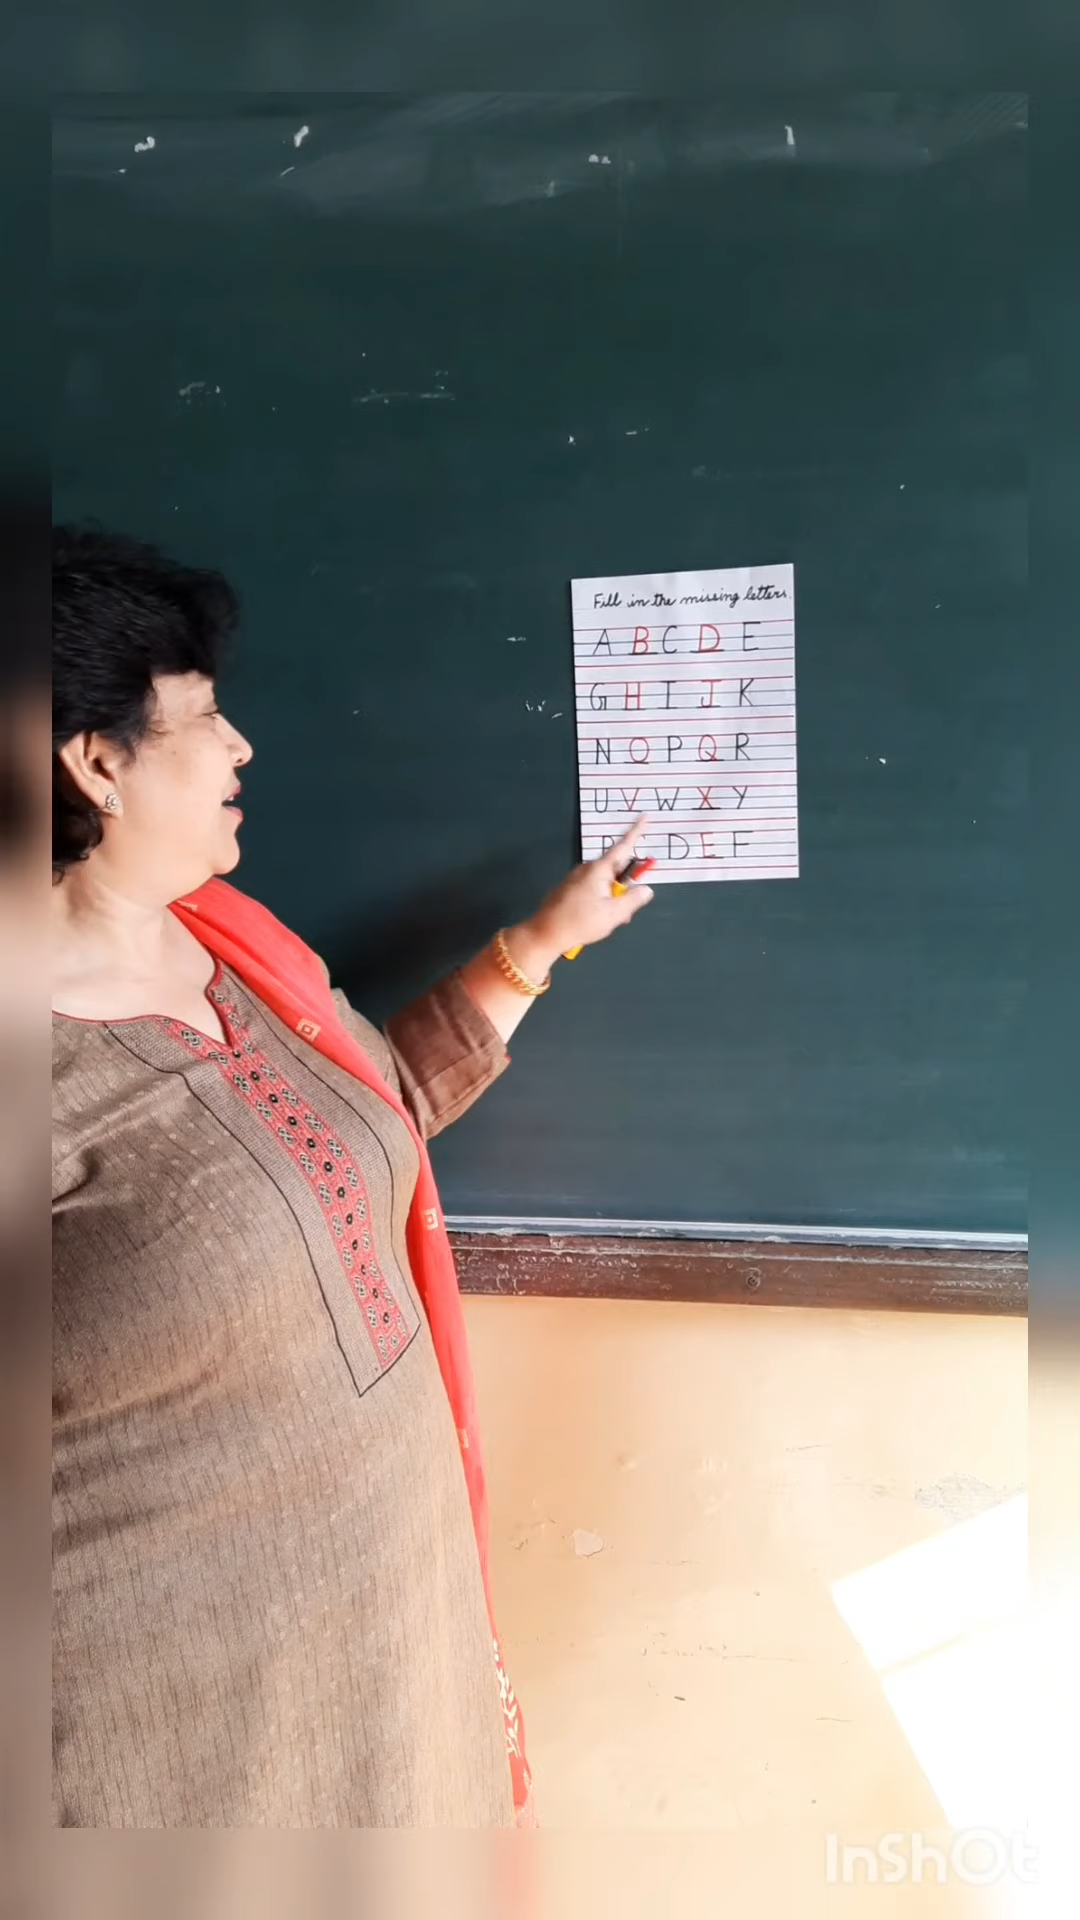 Fill in the missing letters.
A B C D E
G H I J K
N O P Q R
U V W X Y
B C D E F
InShOt